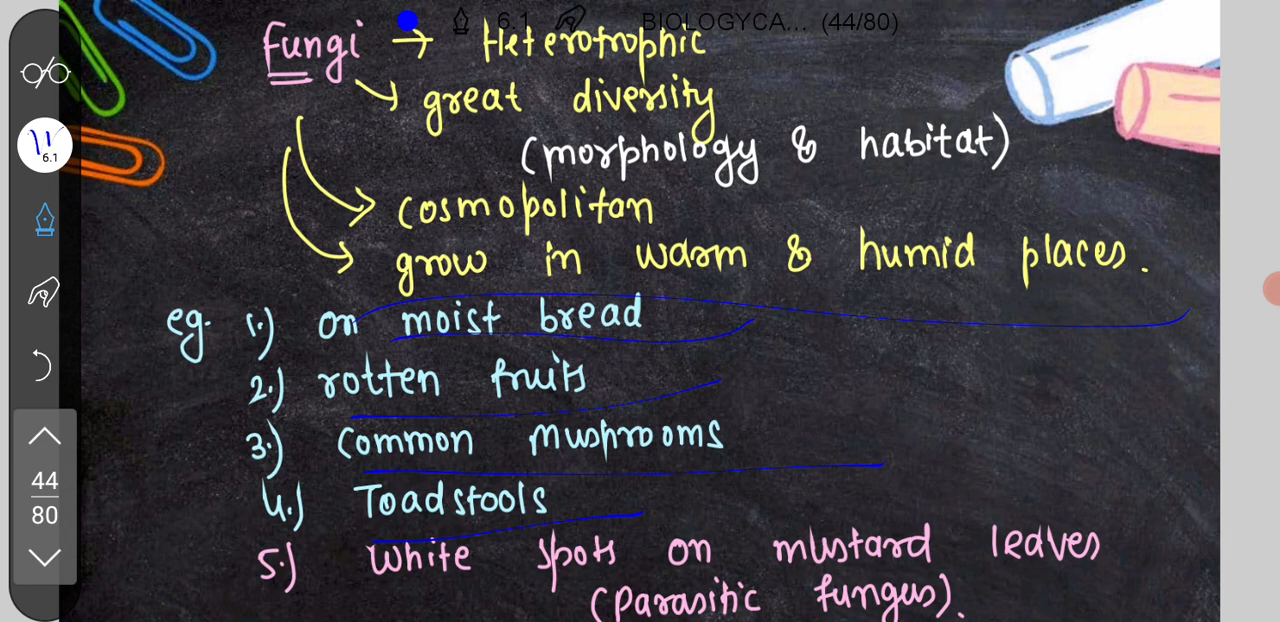 6.1 BIOLOGYCA... (44/80)
Fungi → Heterotrophic
great diversity
(morphology & habitat)
cosmopolitan
grow in warm & humid places.
6.1
eg. 1.) on moist bread
2.) rotten fruits
3.) common mushrooms
44
80
4.) Toadstools
5.) White spots on mustard leaves
(parasitic fungus).